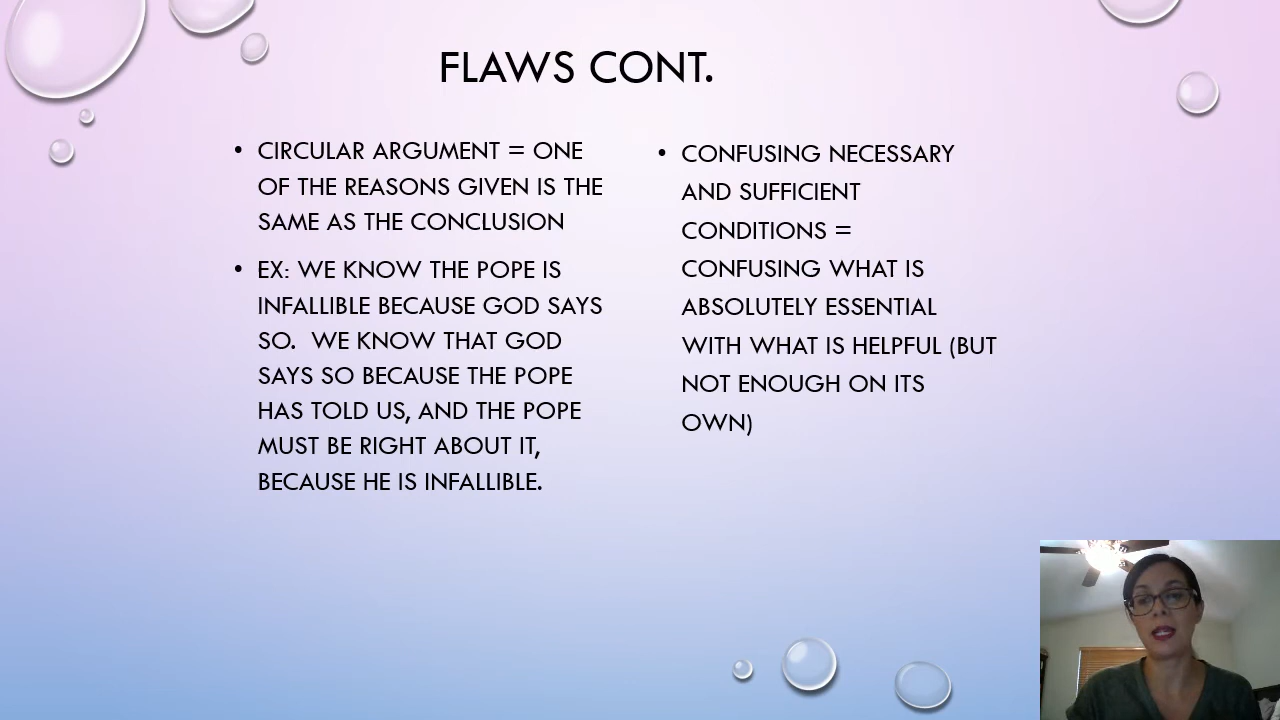 FLAWS CONT.
• CIRCULAR ARGUMENT = ONE
OF THE REASONS GIVEN IS THE
SAME AS THE CONCLUSION
• EX: WE KNOW THE POPE IS
INFALLIBLE BECAUSE GOD SAYS
SO.  WE KNOW THAT GOD
SAYS SO BECAUSE THE POPE
HAS TOLD US, AND THE POPE
MUST BE RIGHT ABOUT IT,
BECAUSE HE IS INFALLIBLE.
• CONFUSING NECESSARY
AND SUFFICIENT
CONDITIONS =
CONFUSING WHAT IS
ABSOLUTELY ESSENTIAL
WITH WHAT IS HELPFUL (BUT
NOT ENOUGH ON ITS
OWN)